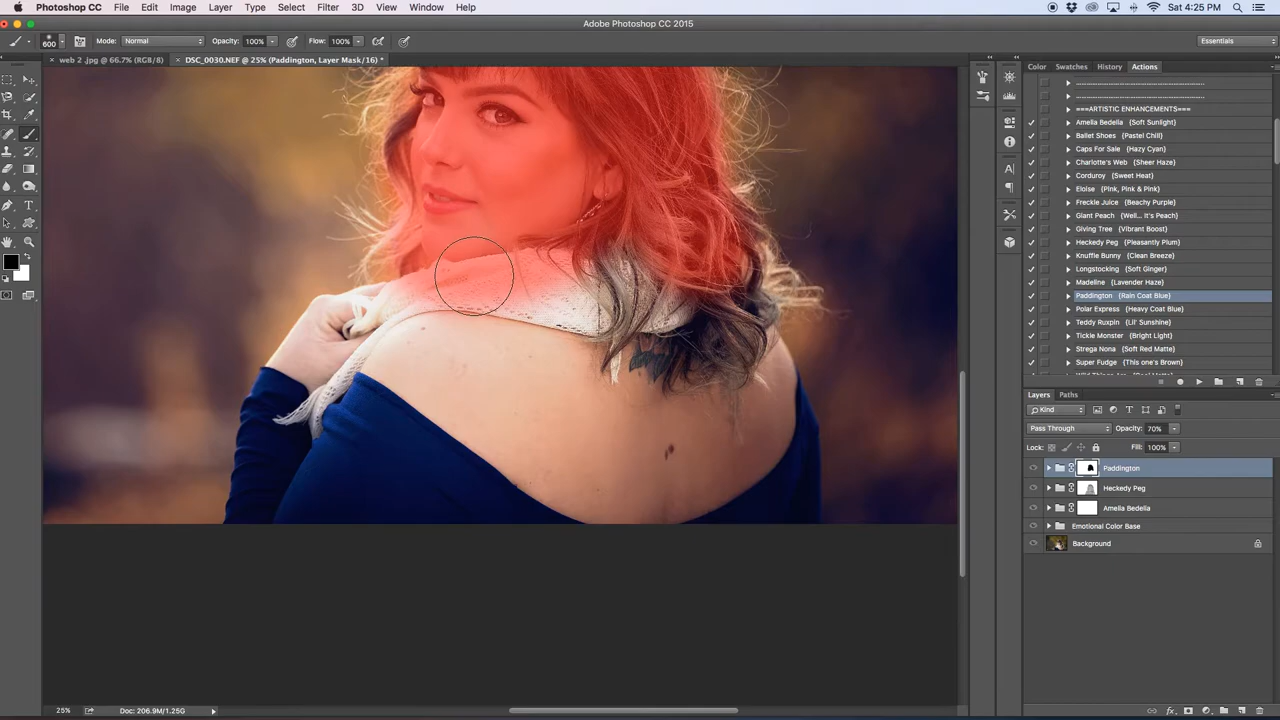 Photoshop CC File Edit Image Layer Type Select Filter 3D View Window Help Sat 4:25 PM
Adobe Photoshop CC 2015
600 Mode: Normal Opacity: 100% Flow: 100% Essentials
× web 2 .jpg @ 66.7% (RGB/8) × DSC_0030.NEF @ 25% (Paddington, Layer Mask/16) *
Color Swatches History Actions
===ARTISTIC ENHANCEMENTS===
Amelia Bedella {Soft Sunlight}
Ballet Shoes {Pastel Chill}
Caps For Sale {Hazy Cyan}
Charlotte's Web {Sheer Haze}
Corduroy {Sweet Heat}
Eloise {Pink, Pink & Pink}
Freckle Juice {Beachy Purple}
Giant Peach {Well... It's Peach}
Giving Tree {Vibrant Boost}
Heckedy Peg {Pleasantly Plum}
Knuffle Bunny {Clean Breeze}
Longstocking {Soft Ginger}
Madeline {Lavender Haze}
Paddington {Rain Coat Blue}
Polar Express {Heavy Coat Blue}
Teddy Ruxpin {Lil' Sunshine}
Tickle Monster {Bright Light}
Strega Nona {Soft Red Matte}
Super Fudge {This one's Brown}
Layers Paths
Kind
Pass Through Opacity: 70%
Lock: Fill: 100%
Paddington
Heckedy Peg
Amelia Bedella
Emotional Color Base
Background
25% Doc: 206.9M/1.25G